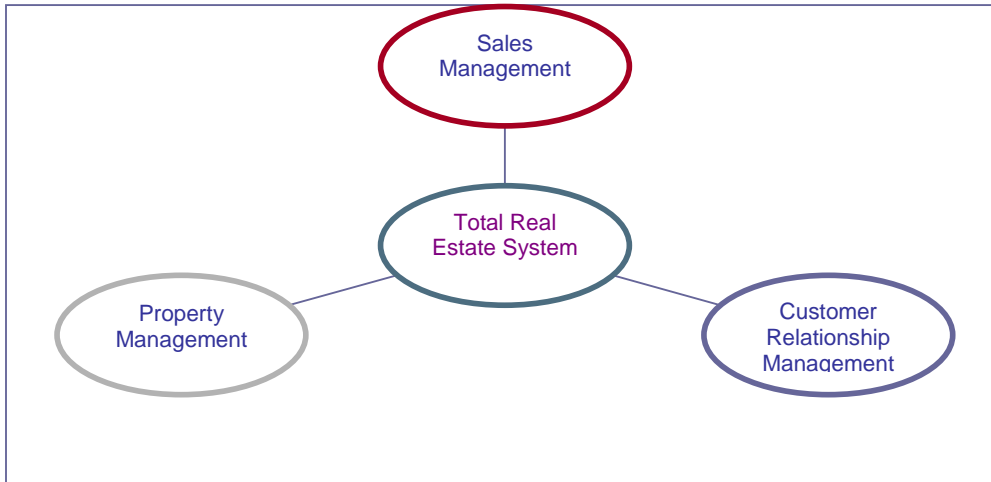 Sales
Management
Total Real
Estate System
Property
Management
Customer
Relationship
Management